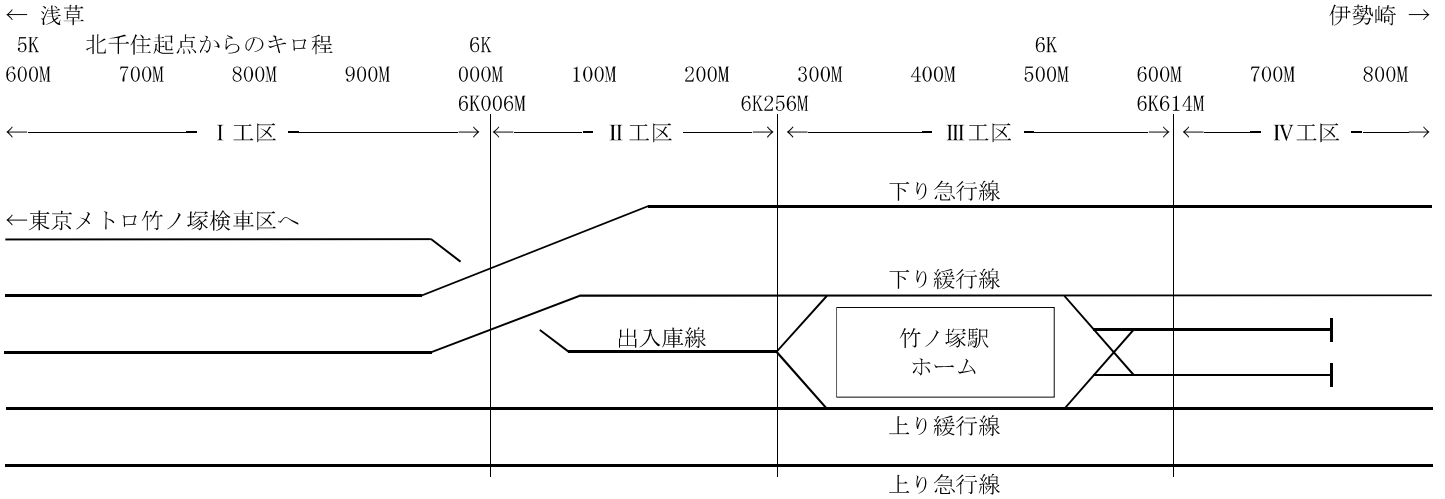 ← 浅草 伊勢崎 →
5K 北千住起点からのキロ程 6K 6K
600M 700M 800M 900M 000M 100M 200M 300M 400M 500M 600M 700M 800M
6K006M 6K256M 6K614M
Ⅰ工区 Ⅱ工区 Ⅲ工区 Ⅳ工区
下り急行線
←東京メトロ竹ノ塚検車区へ
下り緩行線
出入庫線 竹ノ塚駅
ホーム
上り緩行線
上り急行線